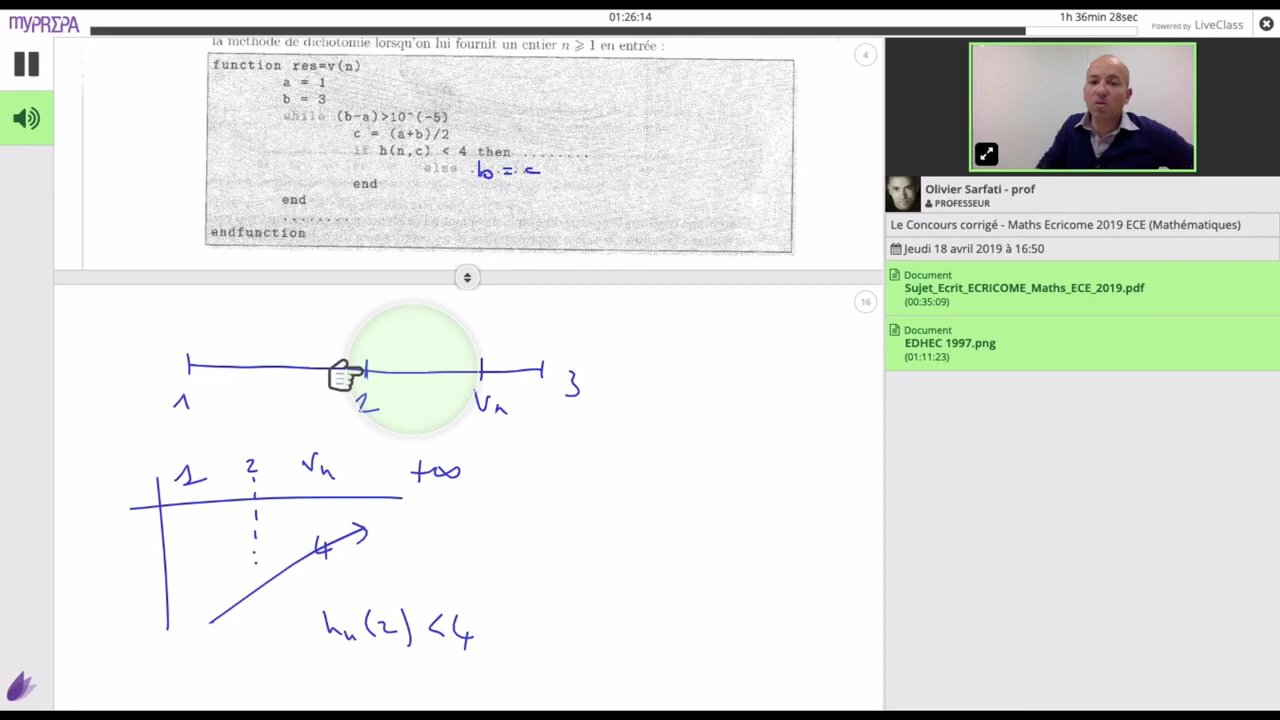 MYPREPA
01:26:14
1h 36min 28sec
Powered by LiveClass
la méthode de dichotomie lorsqu'on lui fournit un entier n ⩾ 1 en entrée :
4
function res=v(n)
a = 1
b = 3
while (b-a)>10^(-5)
c = (a+b)/2
if h(n,c) < 4 then ........
else b = c
end
end
........
endfunction
16
1 2 Vn 3
1 2 Vn +∞
4
hn(2) < 4
Olivier Sarfati - prof
PROFESSEUR
Le Concours corrigé - Maths Ecricome 2019 ECE (Mathématiques)
Jeudi 18 avril 2019 à 16:50
Document
Sujet_Ecrit_ECRICOME_Maths_ECE_2019.pdf
(00:35:09)
Document
EDHEC 1997.png
(01:11:23)